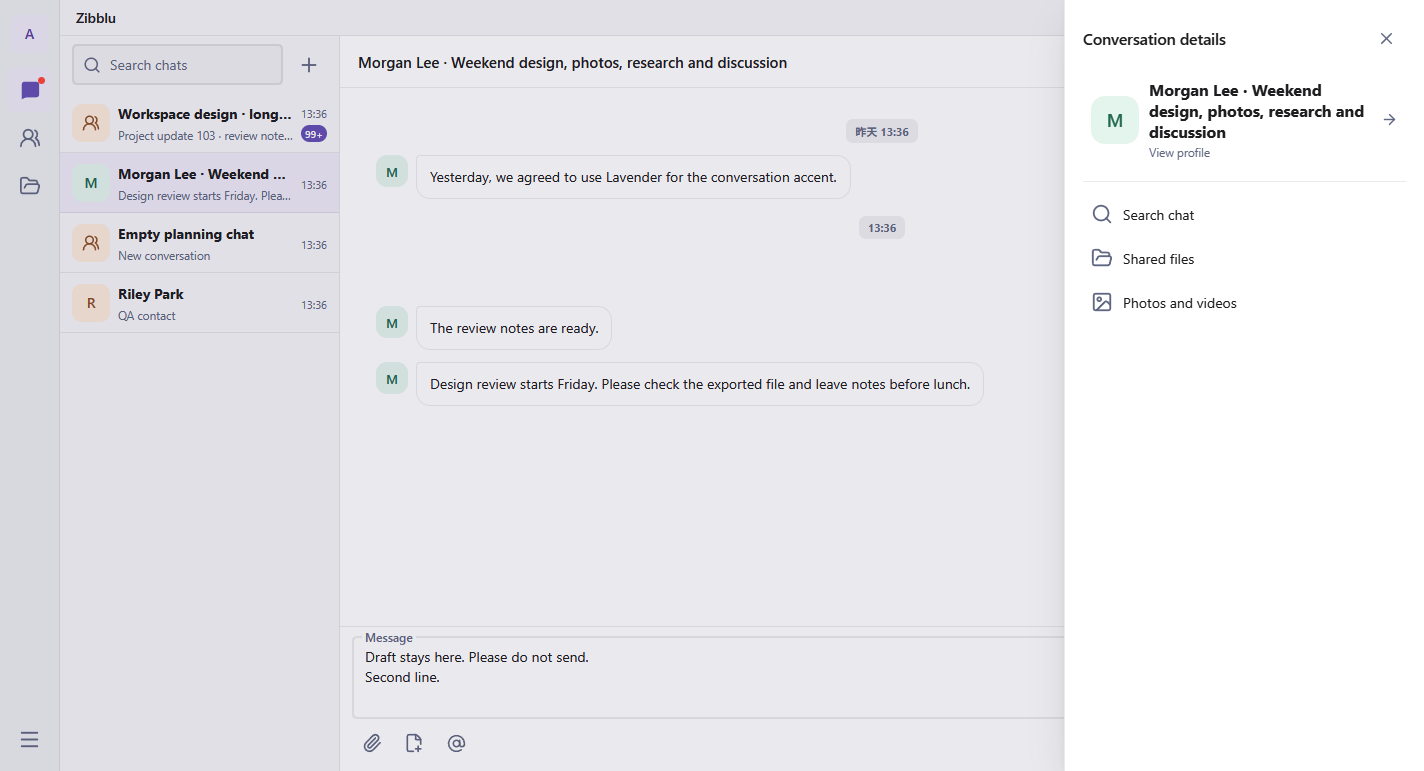 A
Zibblu
Search chats
Workspace design · long...
13:36
Project update 103 · review note...
99+
M
Morgan Lee · Weekend ...
13:36
Design review starts Friday. Plea...
Empty planning chat
13:36
New conversation
R
Riley Park
13:36
QA contact
Morgan Lee · Weekend design, photos, research and discussion
昨天 13:36
M
Yesterday, we agreed to use Lavender for the conversation accent.
13:36
M
The review notes are ready.
M
Design review starts Friday. Please check the exported file and leave notes before lunch.
Message
Draft stays here. Please do not send.
Second line.
Conversation details
M
Morgan Lee · Weekend
design, photos, research and
discussion
View profile
Search chat
Shared files
Photos and videos